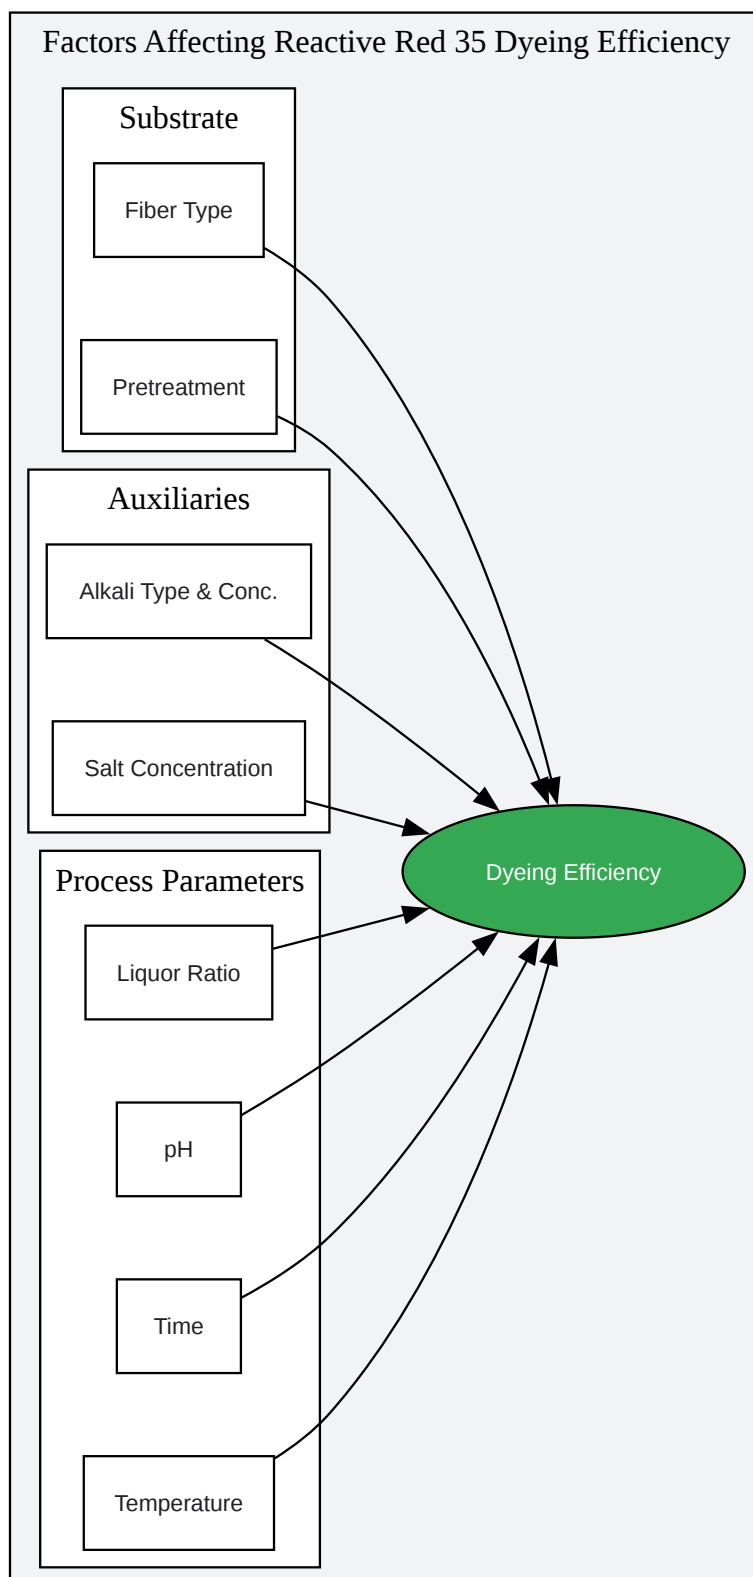 Factors Affecting Reactive Red 35 Dyeing Efficiency
Substrate
Fiber Type
Pretreatment
Auxiliaries
Alkali Type & Conc.
Salt Concentration
Dyeing Efficiency
Process Parameters
Liquor Ratio
pH
Time
Temperature